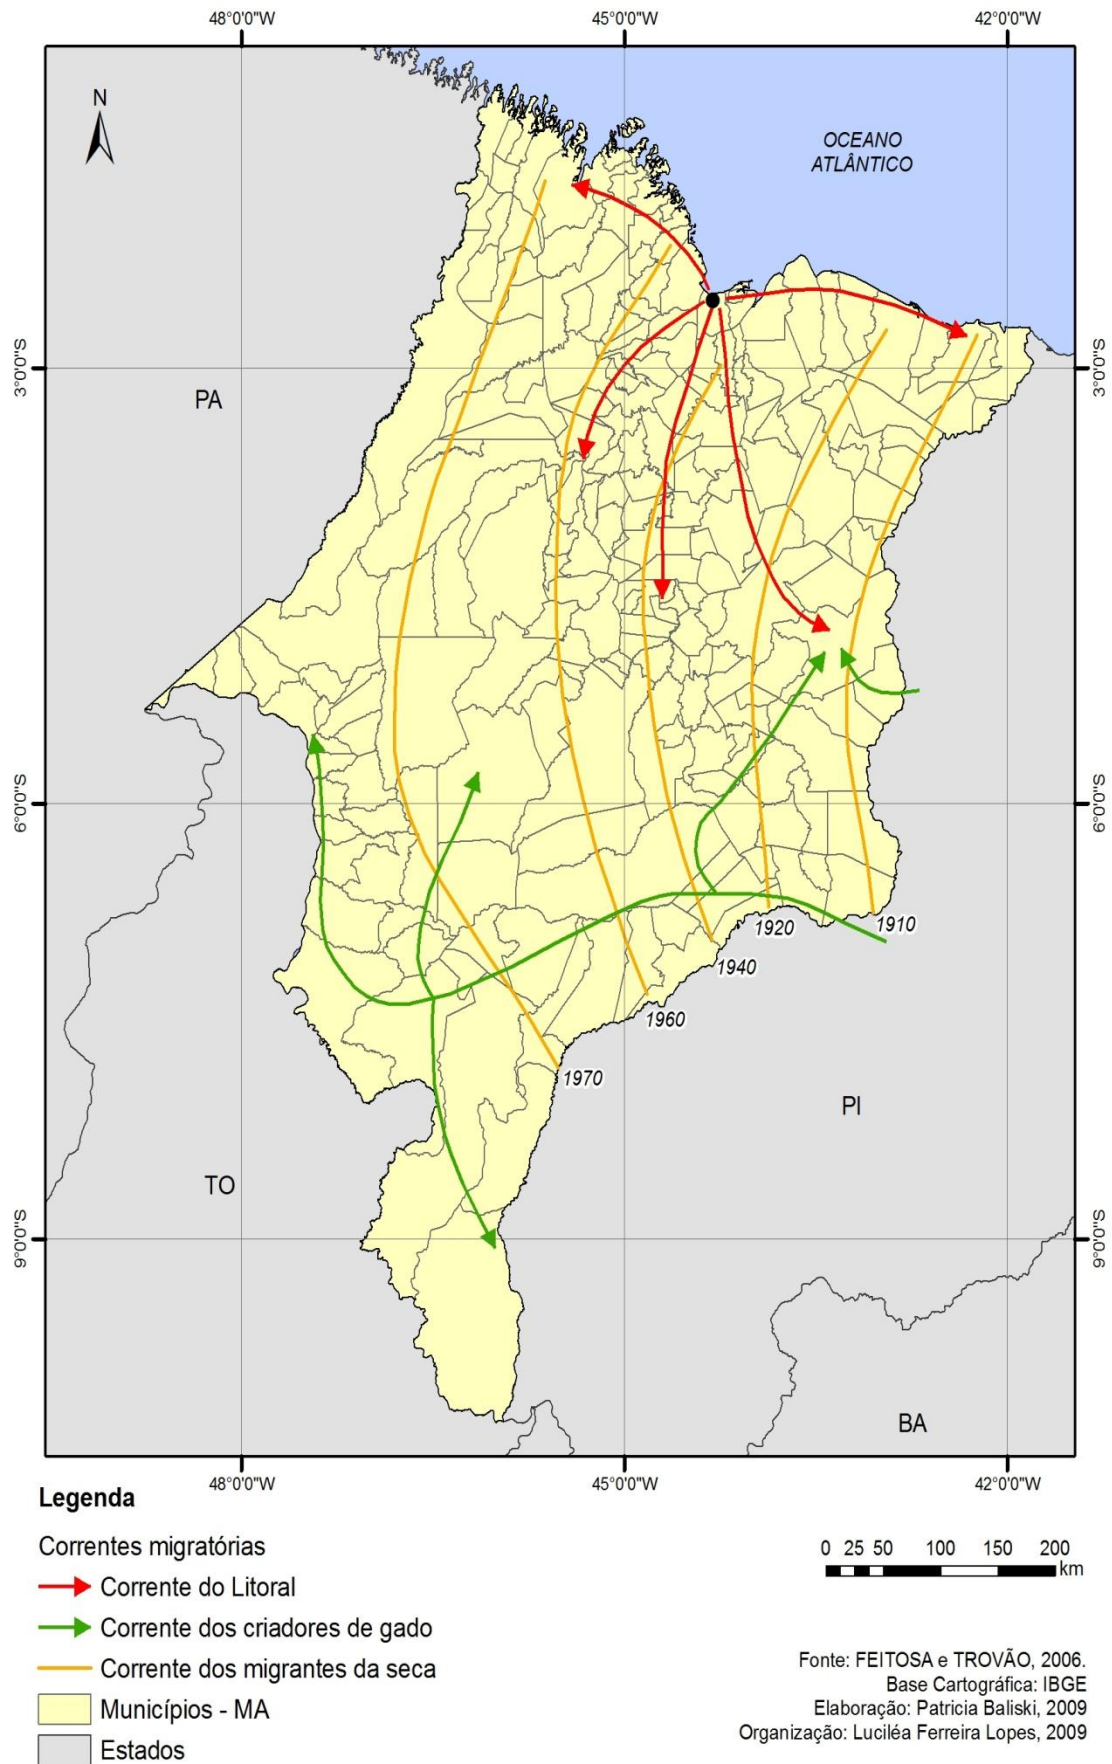 48°0'0"W
45°0'0"W
42°0'0"W
N
OCEANO
ATLÂNTICO
3°0'0"S
3°0'0"S
PA
6°0'0"S
6°0'0"S
1910
1920
1940
1960
1970
PI
TO
9°0'0"S
9°0'0"S
BA
48°0'0"W
45°0'0"W
42°0'0"W
Legenda
Correntes migratórias
Corrente do Litoral
Corrente dos criadores de gado
Corrente dos migrantes da seca
Municípios - MA
Estados
0 25 50 100 150 200
km
Fonte: FEITOSA e TROVÃO, 2006.
Base Cartográfica: IBGE
Elaboração: Patricia Baliski, 2009
Organização: Luciléa Ferreira Lopes, 2009